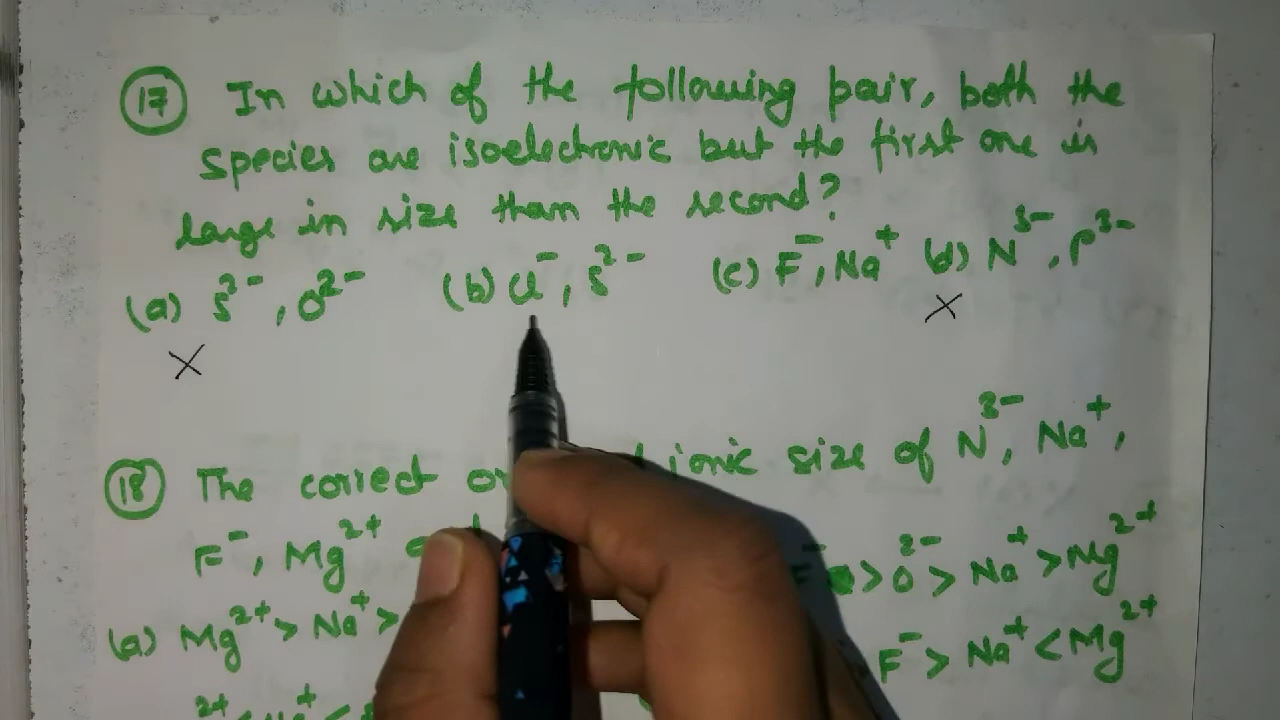 17 In which of the following pair, both the
species are isoelectronic but the first one is
large in size than the second?
(a) S²⁻, O²⁻ (b) Cl⁻, S²⁻ (c) F⁻, Na⁺ (d) N³⁻, P³⁻
18 The correct ionic size of N³⁻, Na⁺,
F⁻, Mg²⁺ > O²⁻ > Na⁺ > Mg²⁺
(a) Mg²⁺ > Na⁺ > F⁻ > Na⁺ < Mg²⁺